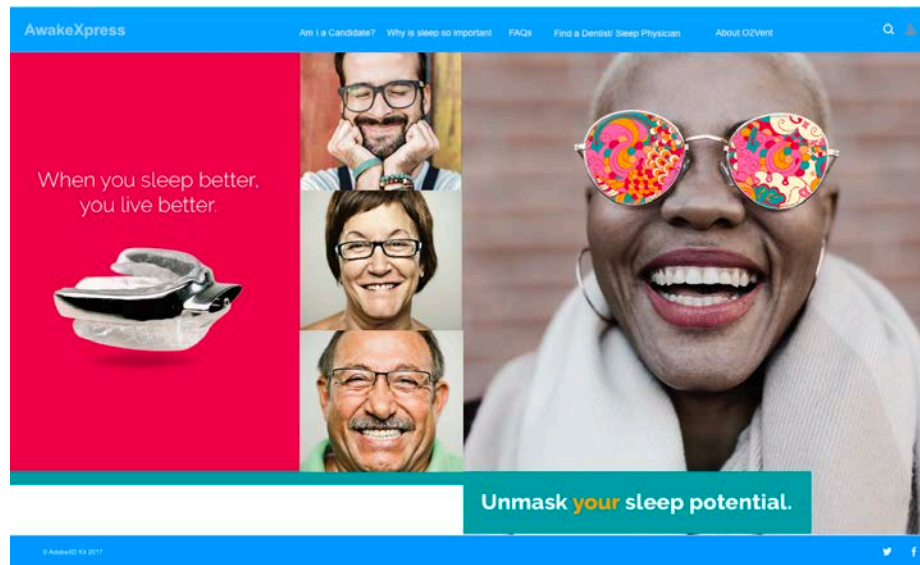 AwakeXpress
Am I a Candidate? Why is sleep so important FAQs Find a Dentist/ Sleep Physician About O2Vent
When you sleep better,
you live better.
Unmask your sleep potential.
© AdobeXD Kit 2017